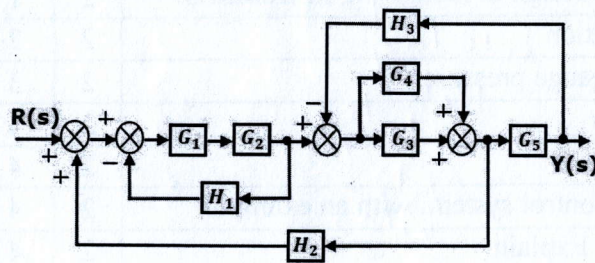 H₃
G₄
−
R(s) + − + G₁ G₂ + G₃ + + G₅
+ − H₁ Y(s)
+ H₂